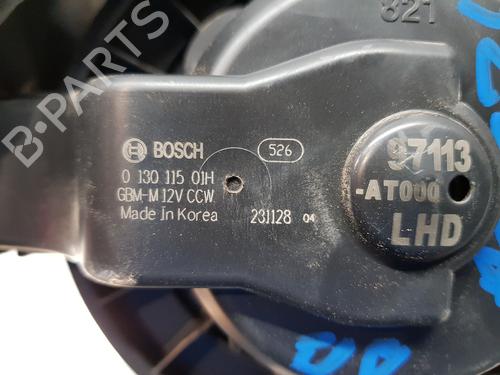 821
B-PARTS
BOSCH
526
0 130 115 01H
GBM-M 12V CCW
Made In Korea
231128 04
97113
-AT000
LHD